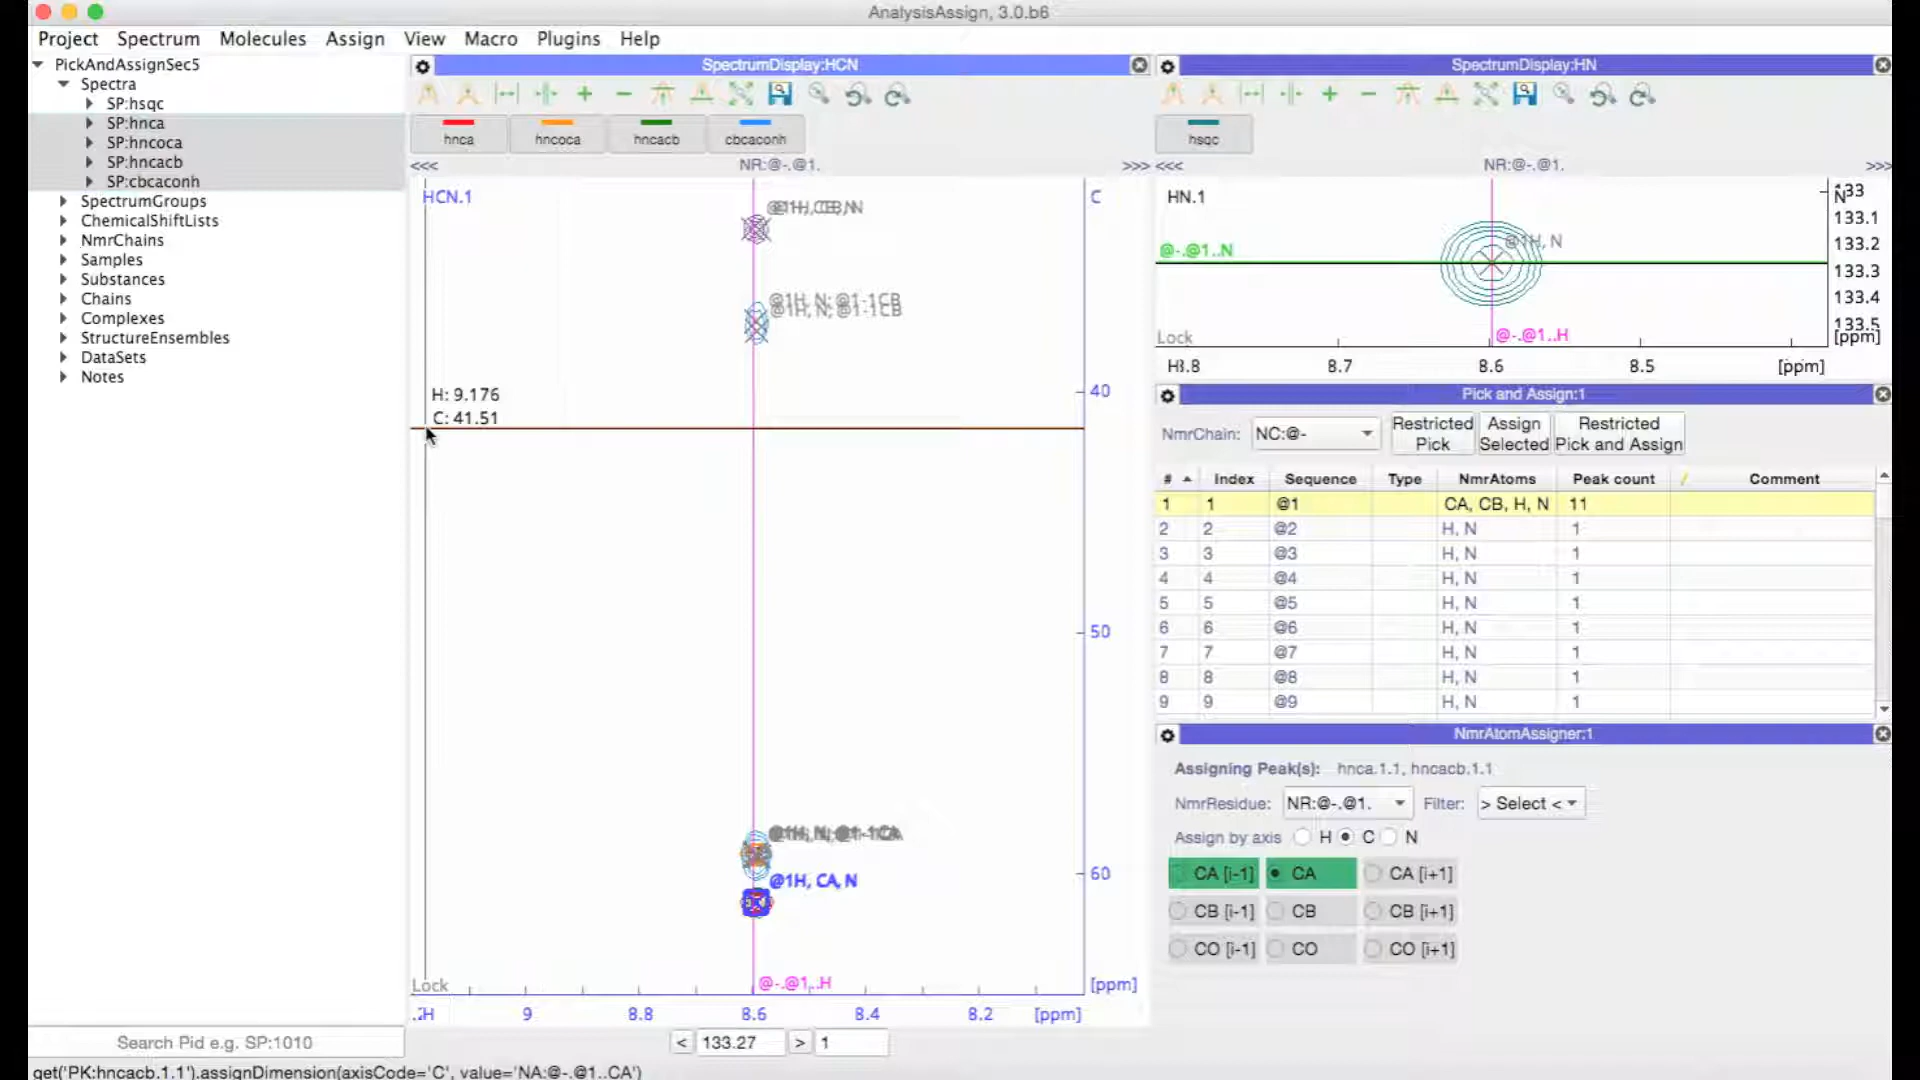 AnalysisAssign, 3.0.b6
Project Spectrum Molecules Assign View Macro Plugins Help
PickAndAssignSec5
Spectra
SP:hsqc
SP:hnca
SP:hncoca
SP:hncacb
SP:cbcaconh
SpectrumGroups
ChemicalShiftLists
NmrChains
Samples
Substances
Chains
Complexes
StructureEnsembles
DataSets
Notes
Search Pid e.g. SP:1010
get('PK:hncacb.1.1').assignDimension(axisCode='C', value='NA:@-.@1..CA')
SpectrumDisplay:HCN
hnca hncoca hncacb cbcaconh
<<< NR:@-.@1. >>>
HCN.1 C
@1H, N; @1-1CB
H: 9.176
C: 41.51
40
50
@1H, CA, N
60
@-.@1..H
Lock [ppm]
9 8.8 8.6 8.4 8.2 [ppm]
< 133.27 > 1
SpectrumDisplay:HN
hsqc
<<< NR:@-.@1. >>>
HN.1
133.1
133.2
133.3
133.4
133.5
@1H, N
@-.@1..N
@-.@1..H
Lock [ppm]
8.7 8.6 8.5 [ppm]
Pick and Assign:1
NmrChain: NC:@-
Restricted Pick
Assign Selected
Restricted Pick and Assign
# Index Sequence Type NmrAtoms Peak count Comment
1 1 @1 CA, CB, H, N 11
2 2 @2 H, N 1
3 3 @3 H, N 1
4 4 @4 H, N 1
5 5 @5 H, N 1
6 6 @6 H, N 1
7 7 @7 H, N 1
8 8 @8 H, N 1
9 9 @9 H, N 1
NmrAtomAssigner:1
Assigning Peak(s): hnca.1.1, hncacb.1.1
NmrResidue: NR:@-.@1. Filter: > Select <
Assign by axis H C N
CA [i-1] CA CA [i+1]
CB [i-1] CB CB [i+1]
CO [i-1] CO CO [i+1]